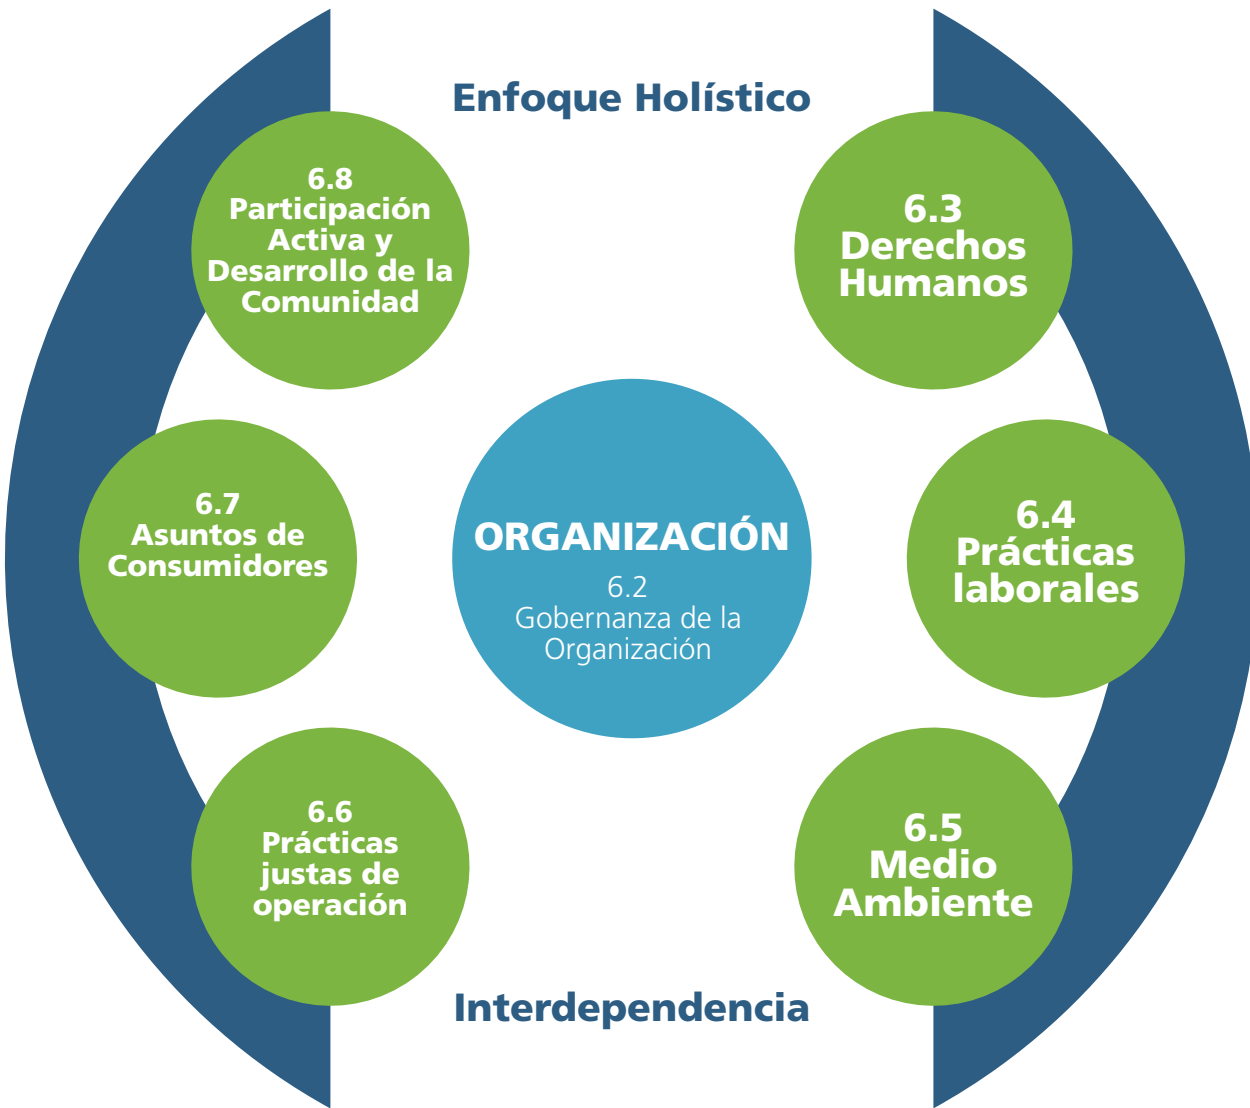 Enfoque Holístico
6.8
Participación
Activa y
Desarrollo de la
Comunidad
6.3
Derechos
Humanos
6.7
Asuntos de
Consumidores
ORGANIZACIÓN
6.2
Gobernanza de la
Organización
6.4
Prácticas
laborales
6.6
Prácticas
justas de
operación
6.5
Medio
Ambiente
Interdependencia